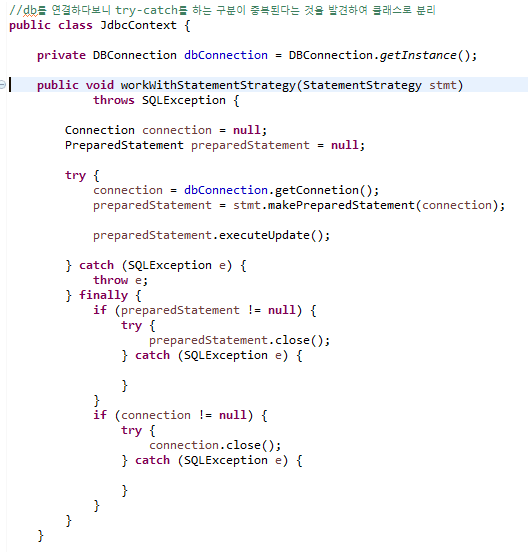 //db를 연결하다보니 try-catch를 하는 구분이 중복된다는 것을 발견하여 클래스로 분리
public class JdbcContext {
private DBConnection dbConnection = DBConnection.getInstance();
public void workWithStatementStrategy(StatementStrategy stmt)
throws SQLException {
Connection connection = null;
PreparedStatement preparedStatement = null;
try {
connection = dbConnection.getConnetion();
preparedStatement = stmt.makePreparedStatement(connection);
preparedStatement.executeUpdate();
} catch (SQLException e) {
throw e;
} finally {
if (preparedStatement != null) {
try {
preparedStatement.close();
} catch (SQLException e) {
}
}
if (connection != null) {
try {
connection.close();
} catch (SQLException e) {
}
}
}
}